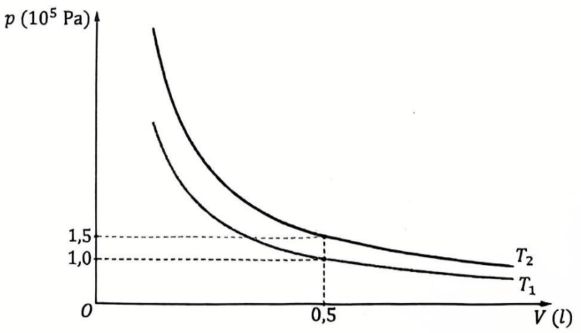 p (10⁵ Pa)
1,5
1,0
T₂
T₁
O
0,5
V (l)